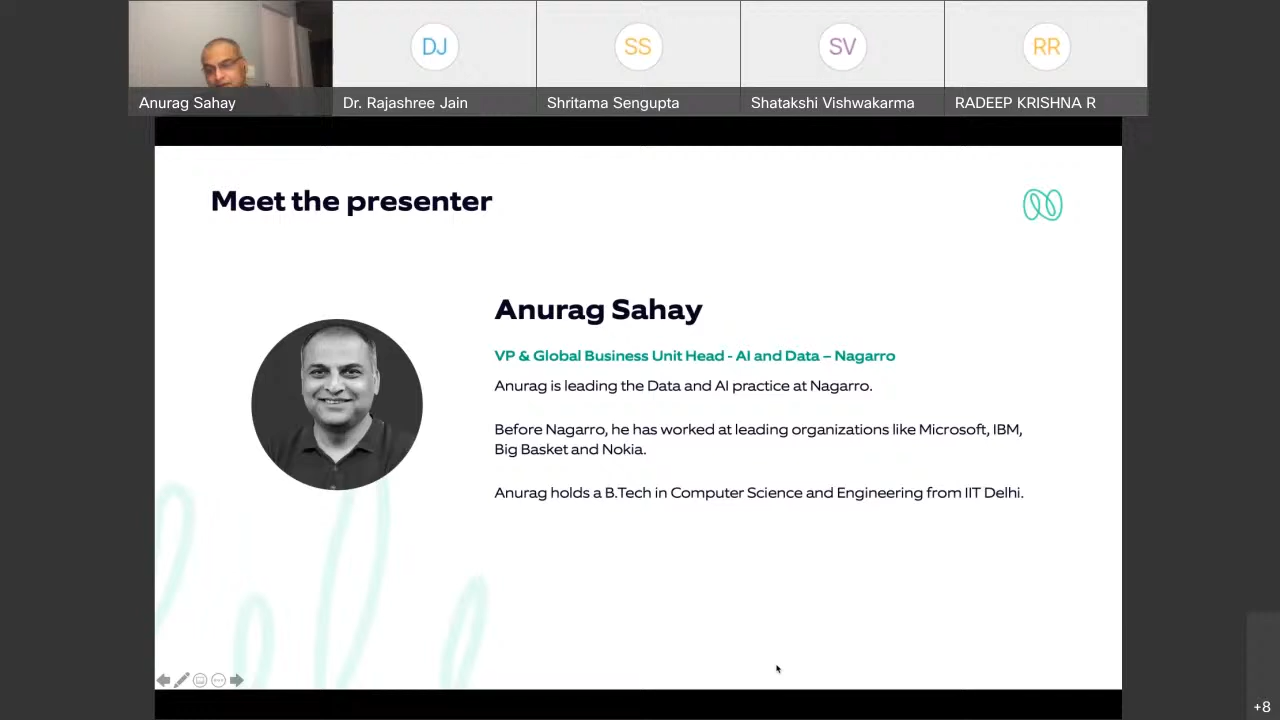 DJ
SS
SV
RR
Anurag Sahay
Dr. Rajashree Jain
Shritama Sengupta
Shatakshi Vishwakarma
RADEEP KRISHNA R
Meet the presenter
Anurag Sahay
VP & Global Business Unit Head - AI and Data – Nagarro
Anurag is leading the Data and AI practice at Nagarro.
Before Nagarro, he has worked at leading organizations like Microsoft, IBM,
Big Basket and Nokia.
Anurag holds a B.Tech in Computer Science and Engineering from IIT Delhi.
+8